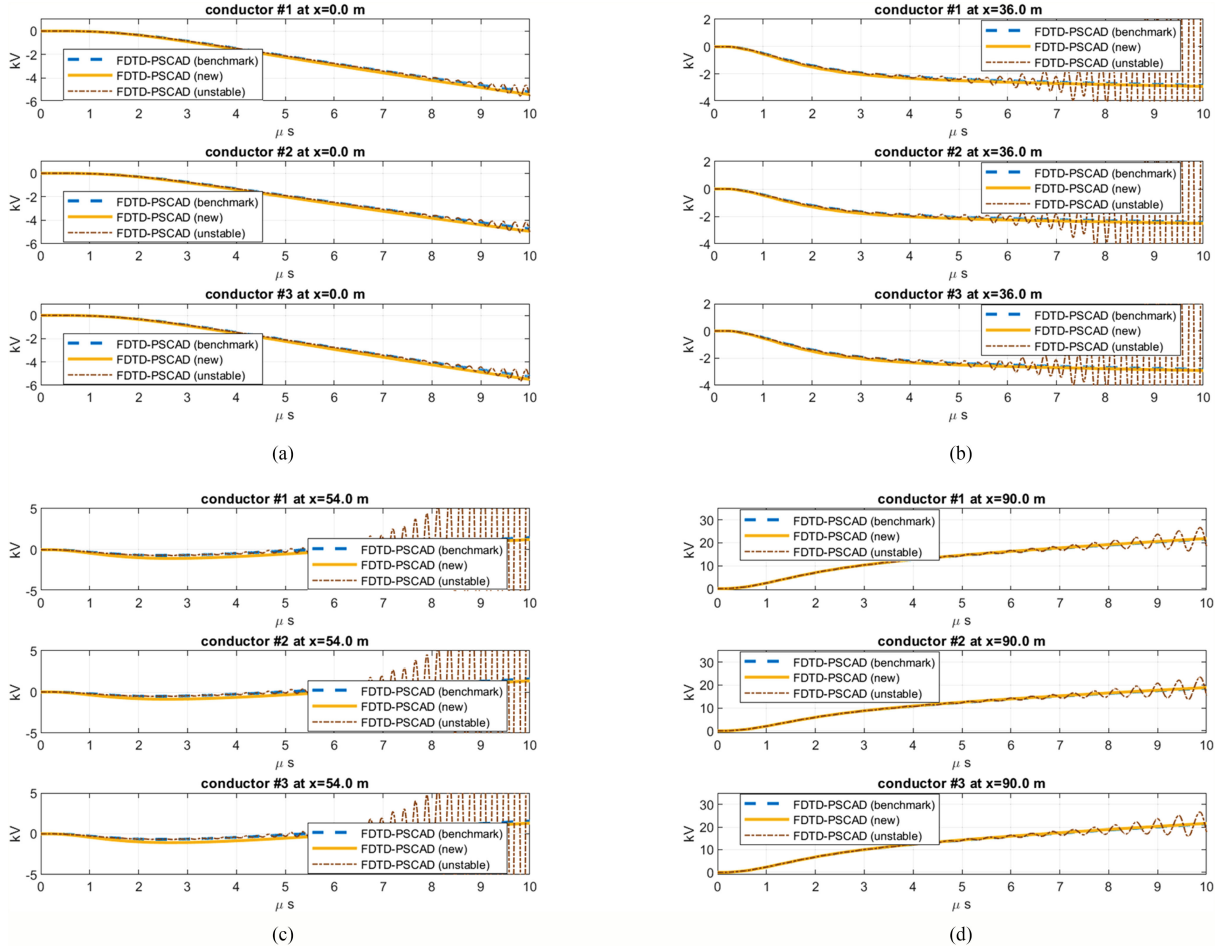 conductor #1 at x=0.0 m
kV
0
-2
-4
-6
FDTD-PSCAD (benchmark)
FDTD-PSCAD (new)
FDTD-PSCAD (unstable)
0 1 2 3 4 5 6 7 8 9 10
μ s
conductor #2 at x=0.0 m
kV
0
-2
-4
-6
FDTD-PSCAD (benchmark)
FDTD-PSCAD (new)
FDTD-PSCAD (unstable)
0 1 2 3 4 5 6 7 8 9 10
μ s
conductor #3 at x=0.0 m
kV
0
-2
-4
-6
FDTD-PSCAD (benchmark)
FDTD-PSCAD (new)
FDTD-PSCAD (unstable)
0 1 2 3 4 5 6 7 8 9 10
μ s
(a)
conductor #1 at x=36.0 m
kV
2
0
-2
-4
FDTD-PSCAD (benchmark)
FDTD-PSCAD (new)
FDTD-PSCAD (unstable)
0 1 2 3 4 5 6 7 8 9 10
μ s
conductor #2 at x=36.0 m
kV
2
0
-2
-4
FDTD-PSCAD (benchmark)
FDTD-PSCAD (new)
FDTD-PSCAD (unstable)
0 1 2 3 4 5 6 7 8 9 10
μ s
conductor #3 at x=36.0 m
kV
2
0
-2
-4
FDTD-PSCAD (benchmark)
FDTD-PSCAD (new)
FDTD-PSCAD (unstable)
0 1 2 3 4 5 6 7 8 9 10
μ s
(b)
conductor #1 at x=54.0 m
kV
5
0
-5
FDTD-PSCAD (benchmark)
FDTD-PSCAD (new)
FDTD-PSCAD (unstable)
0 1 2 3 4 5 6 7 8 9 10
μ s
conductor #2 at x=54.0 m
kV
5
0
-5
FDTD-PSCAD (benchmark)
FDTD-PSCAD (new)
FDTD-PSCAD (unstable)
0 1 2 3 4 5 6 7 8 9 10
μ s
conductor #3 at x=54.0 m
kV
5
0
-5
FDTD-PSCAD (benchmark)
FDTD-PSCAD (new)
FDTD-PSCAD (unstable)
0 1 2 3 4 5 6 7 8 9 10
μ s
(c)
conductor #1 at x=90.0 m
kV
30
20
10
0
FDTD-PSCAD (benchmark)
FDTD-PSCAD (new)
FDTD-PSCAD (unstable)
0 1 2 3 4 5 6 7 8 9 10
μ s
conductor #2 at x=90.0 m
kV
30
20
10
0
FDTD-PSCAD (benchmark)
FDTD-PSCAD (new)
FDTD-PSCAD (unstable)
0 1 2 3 4 5 6 7 8 9 10
μ s
conductor #3 at x=90.0 m
kV
30
20
10
0
FDTD-PSCAD (benchmark)
FDTD-PSCAD (new)
FDTD-PSCAD (unstable)
0 1 2 3 4 5 6 7 8 9 10
μ s
(d)